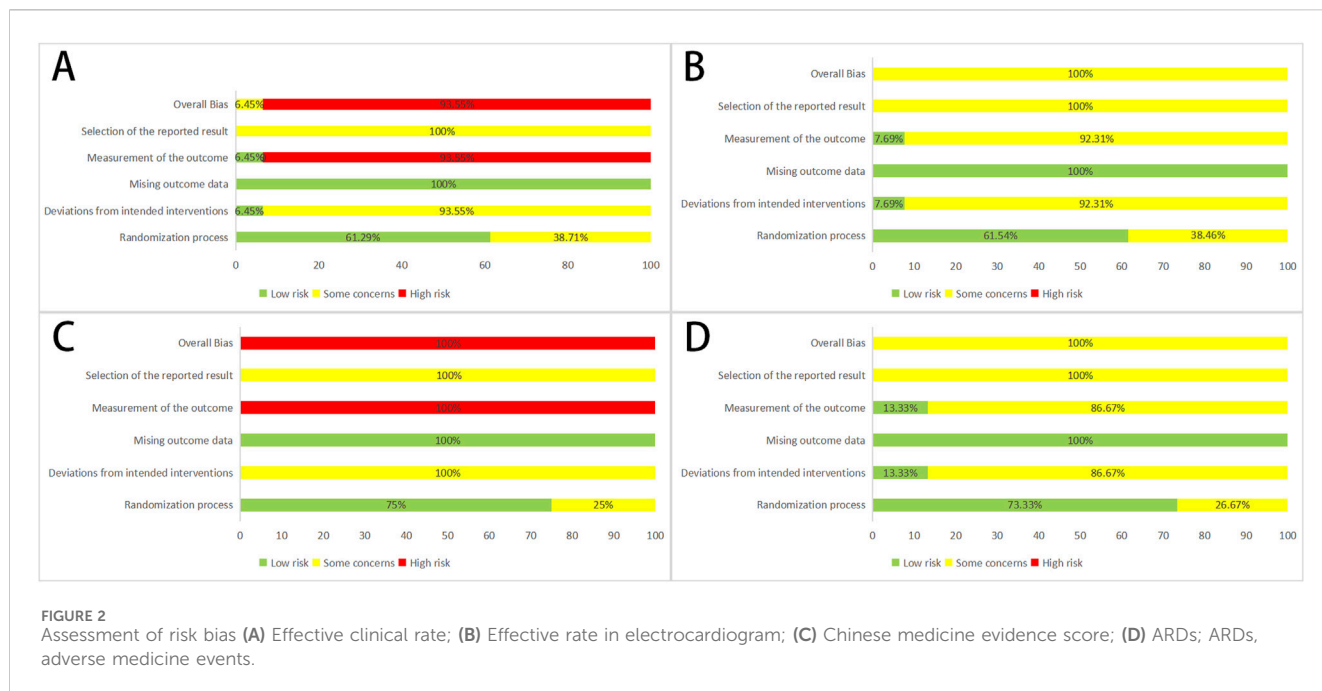 A
Overall Bias 6.45% 93.55%
Selection of the reported result 100%
Measurement of the outcome 6.45% 93.55%
Mising outcome data 100%
Deviations from intended interventions 6.45% 93.55%
Randomization process 61.29% 38.71%
0 20 40 60 80 100
Low risk Some concerns High risk
B
Overall Bias 100%
Selection of the reported result 100%
Measurement of the outcome 7.69% 92.31%
Mising outcome data 100%
Deviations from intended interventions 7.69% 92.31%
Randomization process 61.54% 38.46%
0 10 20 30 40 50 60 70 80 90 100
Low risk Some concerns High risk
C
Overall Bias 100%
Selection of the reported result 100%
Measurement of the outcome 100%
Mising outcome data 100%
Deviations from intended interventions 100%
Randomization process 75% 25%
0 10 20 30 40 50 60 70 80 90 100
Low risk Some concerns High risk
D
Overall Bias 100%
Selection of the reported result 100%
Measurement of the outcome 13.33% 86.67%
Mising outcome data 100%
Deviations from intended interventions 13.33% 86.67%
Randomization process 73.33% 26.67%
0 10 20 30 40 50 60 70 80 90 100
Low risk Some concerns High risk
FIGURE 2
Assessment of risk bias (A) Effective clinical rate; (B) Effective rate in electrocardiogram; (C) Chinese medicine evidence score; (D) ARDs; ARDs,
adverse medicine events.